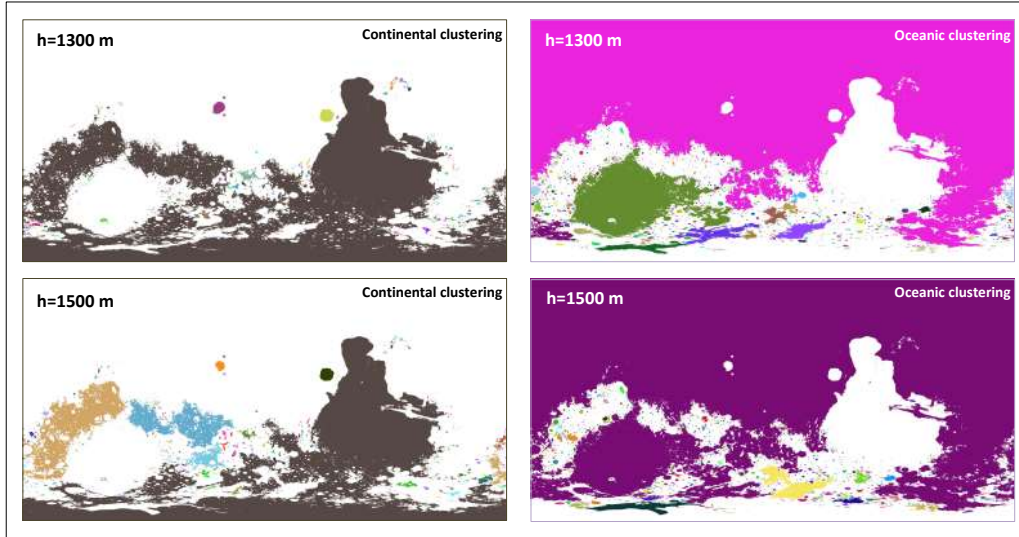 h=1300 m
Continental clustering
h=1300 m
Oceanic clustering
h=1500 m
Continental clustering
h=1500 m
Oceanic clustering